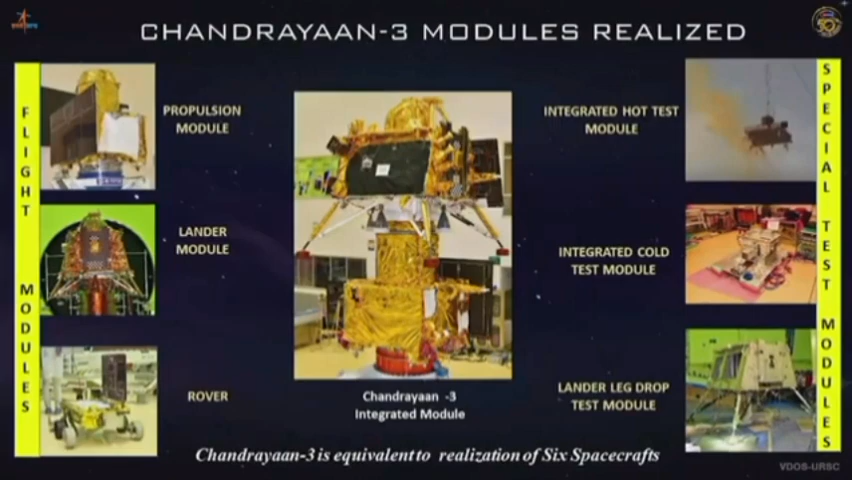 CHANDRAYAAN-3 MODULES REALIZED
FLIGHT MODULES
PROPULSION
MODULE
LANDER
MODULE
ROVER
Chandrayaan -3
Integrated Module
INTEGRATED HOT TEST
MODULE
INTEGRATED COLD
TEST MODULE
LANDER LEG DROP
TEST MODULE
SPECIAL TEST MODULES
Chandrayaan-3 is equivalent to realization of Six Spacecrafts
VDOS-URSC